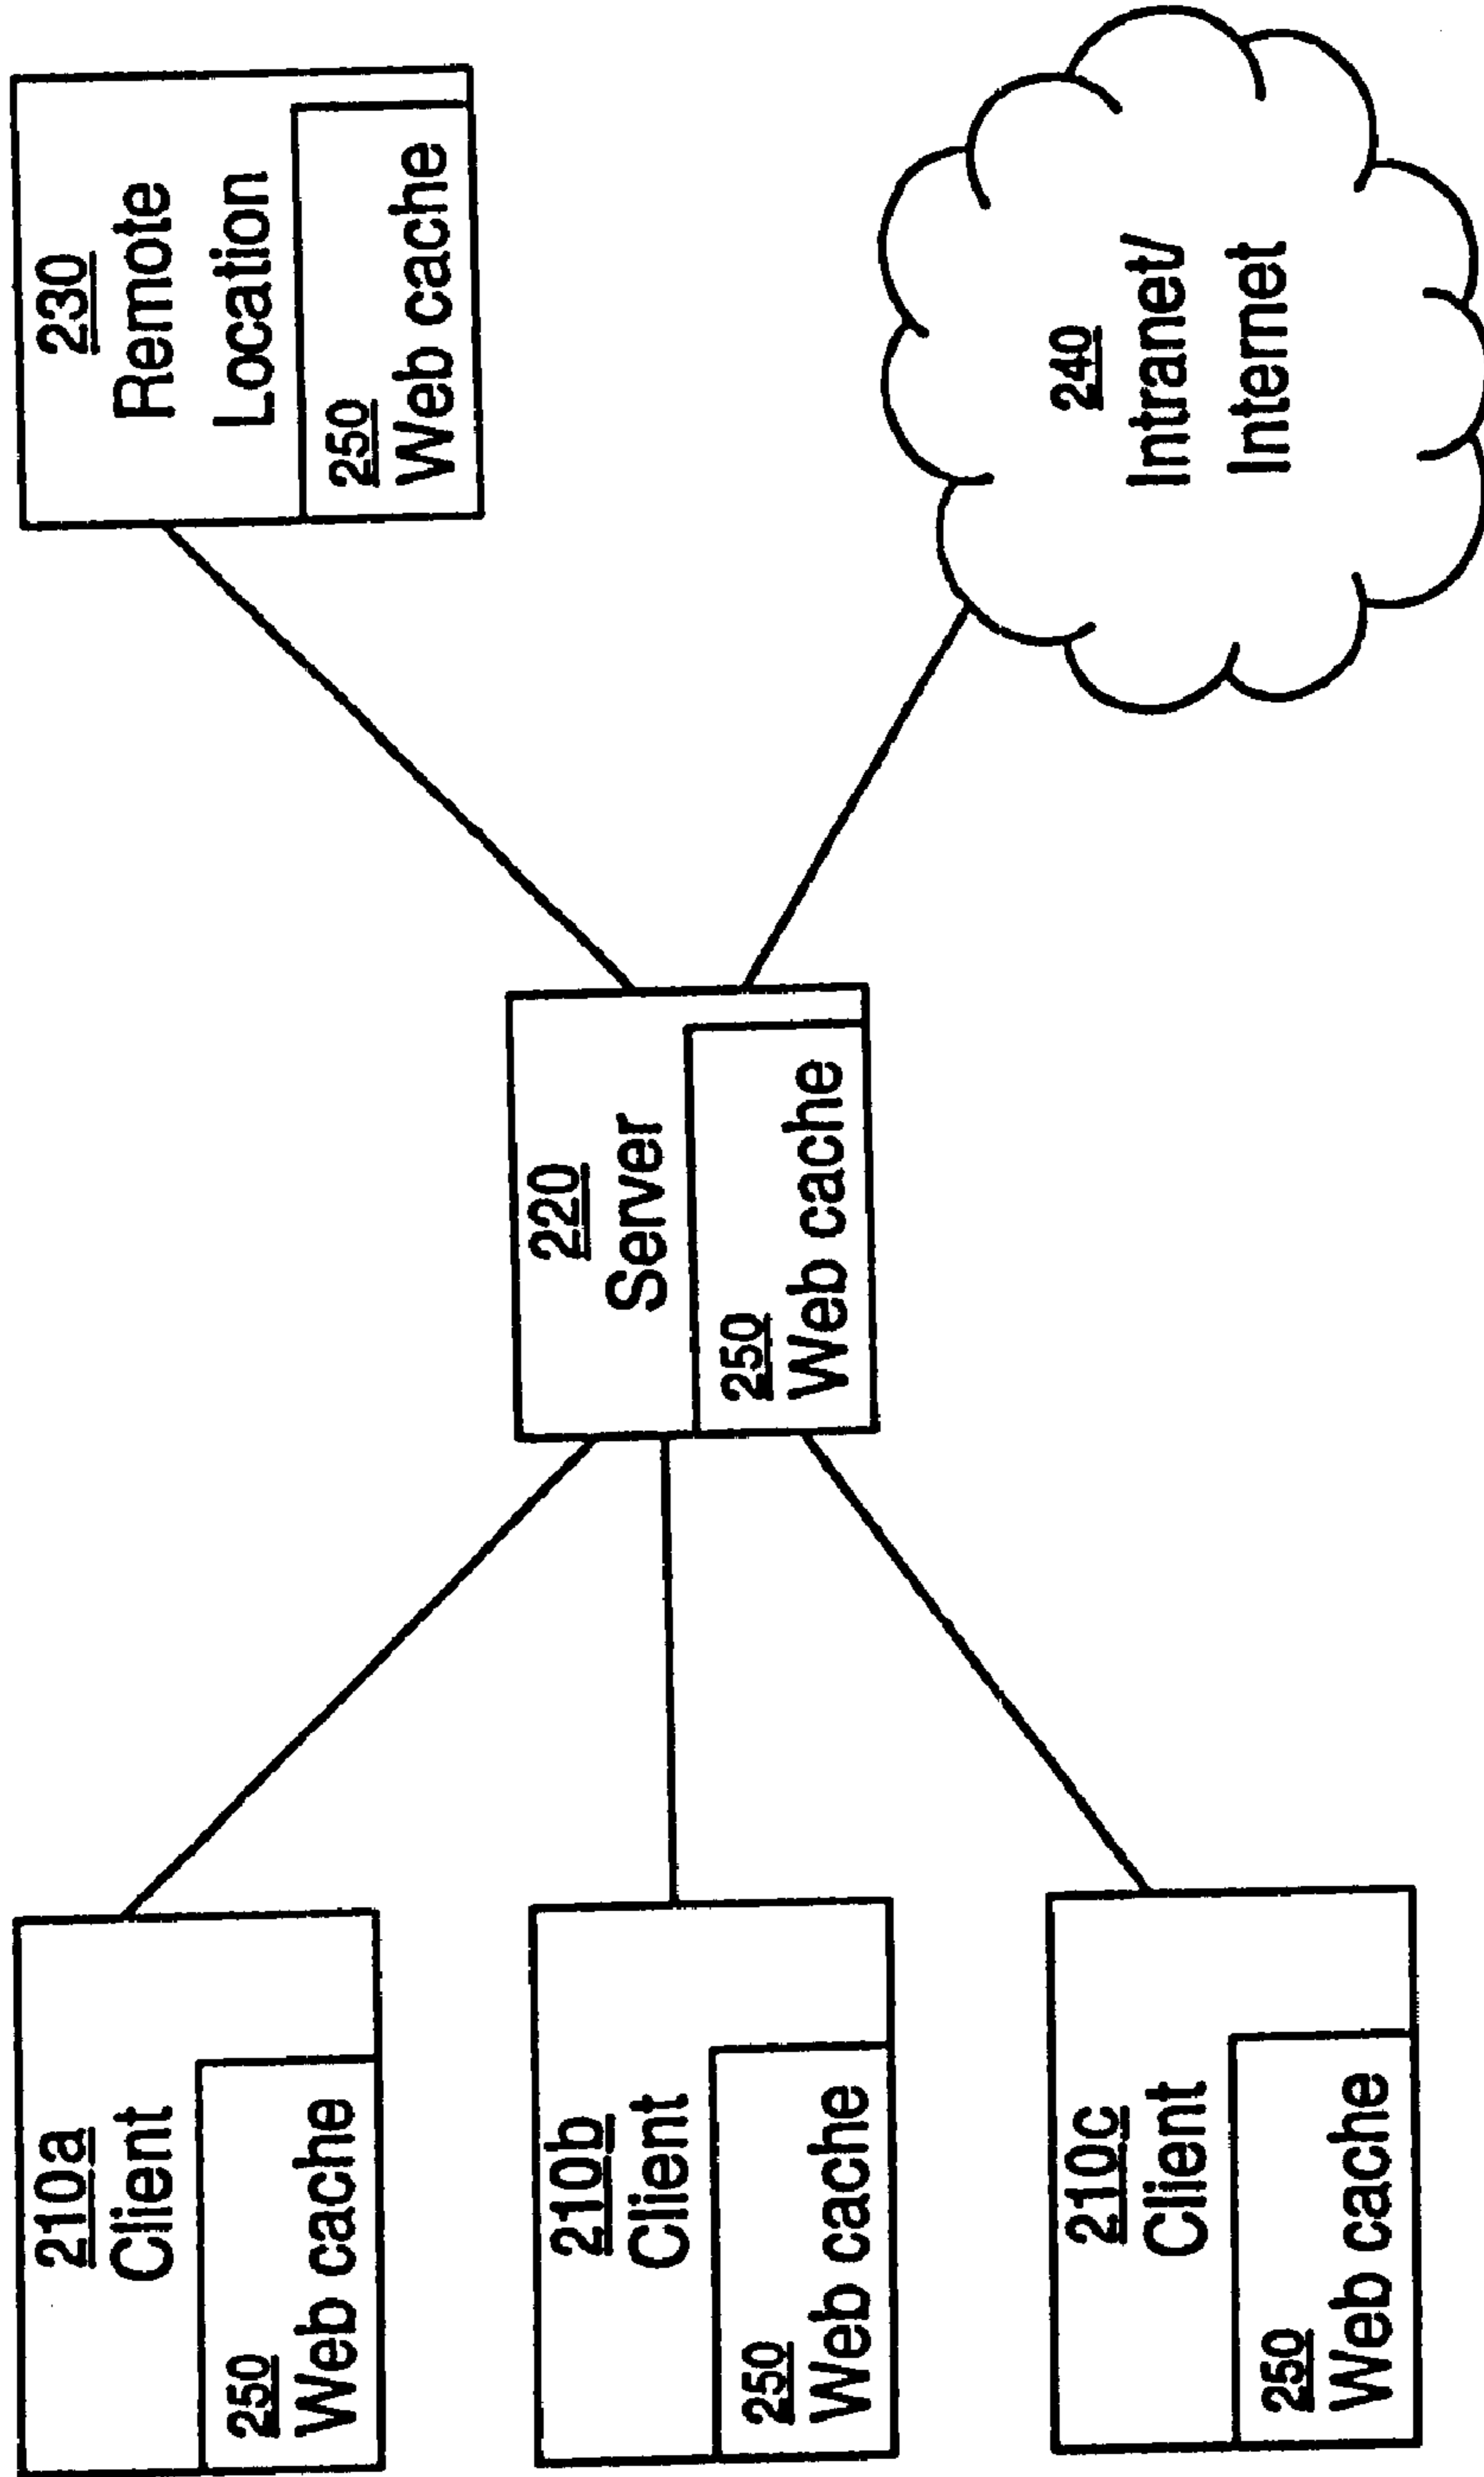 210a
Client
250
Web cache
210b
Client
250
Web cache
210c
Client
250
Web cache
220
Server
250
Web cache
230
Remote
Location
250
Web cache
240
Intranet/
Internet